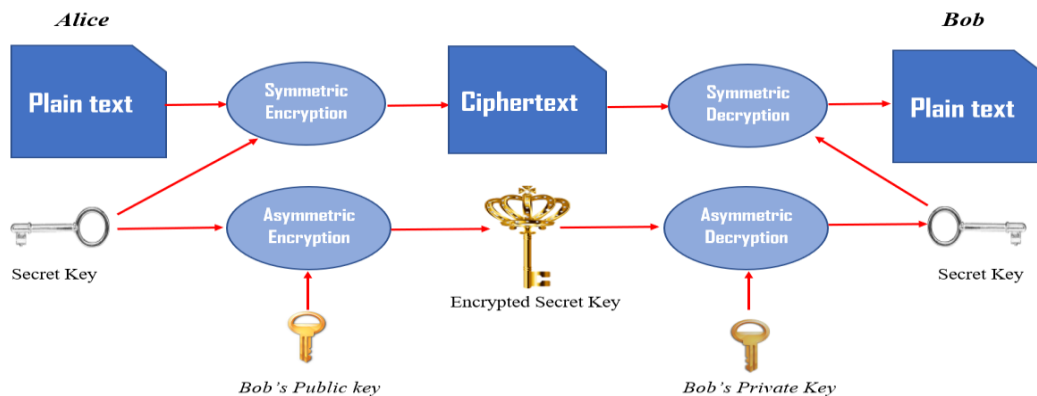 Alice
Bob
Plain text
Symmetric
Encryption
Ciphertext
Symmetric
Decryption
Plain text
Secret Key
Asymmetric
Encryption
Encrypted Secret Key
Asymmetric
Decryption
Secret Key
Bob's Public key
Bob's Private Key